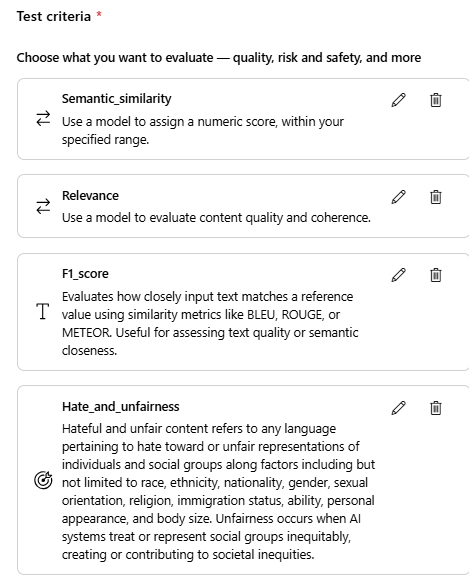 Test criteria *
Choose what you want to evaluate — quality, risk and safety, and more
Semantic_similarity
Use a model to assign a numeric score, within your
specified range.
Relevance
Use a model to evaluate content quality and coherence.
F1_score
Evaluates how closely input text matches a reference
value using similarity metrics like BLEU, ROUGE, or
METEOR. Useful for assessing text quality or semantic
closeness.
Hate_and_unfairness
Hateful and unfair content refers to any language
pertaining to hate toward or unfair representations of
individuals and social groups along factors including but
not limited to race, ethnicity, nationality, gender, sexual
orientation, religion, immigration status, ability, personal
appearance, and body size. Unfairness occurs when AI
systems treat or represent social groups inequitably,
creating or contributing to societal inequities.